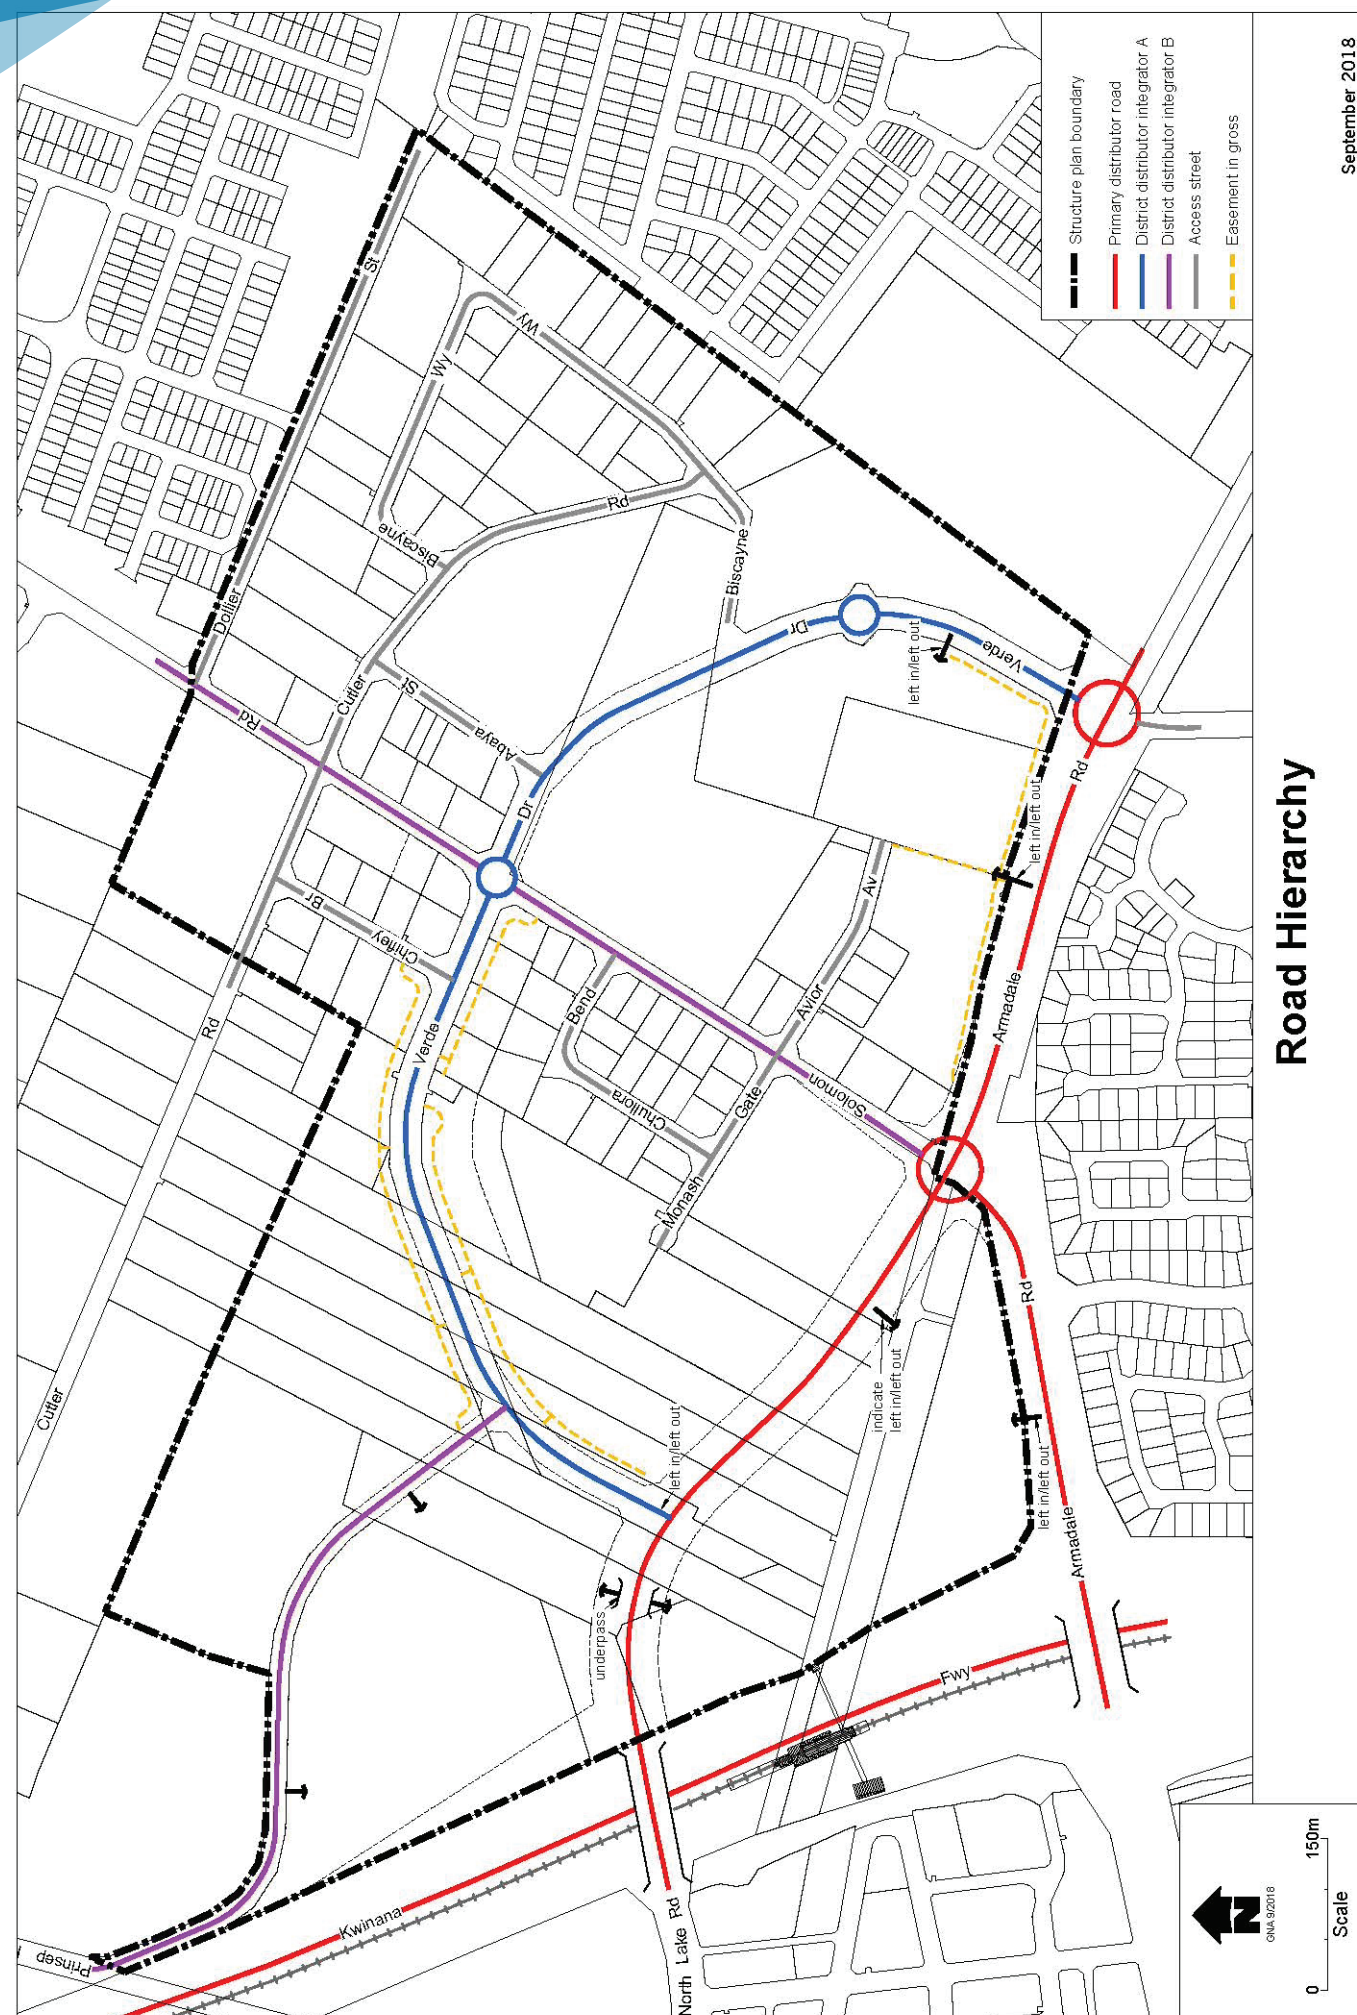 September 2018
Structure plan boundary
Primary distributor road
District distributor integrator A
District distributor integrator B
Access street
Easement in gross
St
Wy
Wy
Rd
Biscayne
Biscayne
Dollier
Rd
Cutler
St
Abaya
Dr
Dr
Verde
left in/left out
left in/left out
Rd
Armadale
Br
Chifley
Rd
Cutler
Verde
Bend
Chullora
Av
Avior
Gate
Monash
Solomon
Rd
Armadale
indicate
left in/left out
left in/left out
left in/left out
underpass
Fwy
Kwinana
North Lake Rd
Prinsep
Road Hierarchy
N
GNA 9/2018
0
150m
Scale